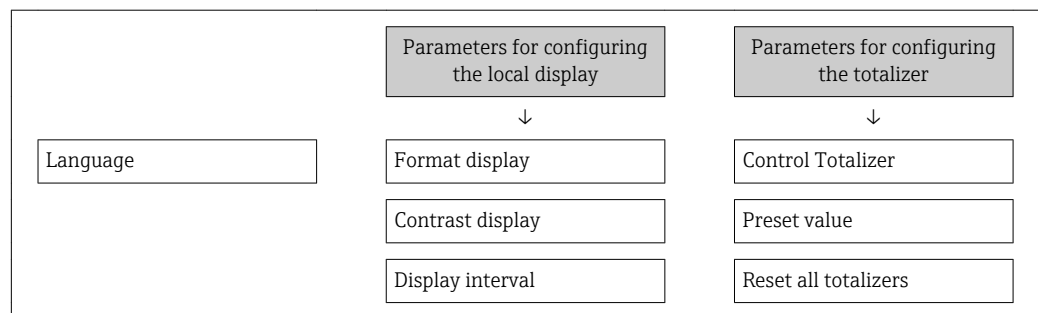 Parameters for configuring
the local display
Parameters for configuring
the totalizer
↓
↓
Language
Format display
Control Totalizer
Contrast display
Preset value
Display interval
Reset all totalizers